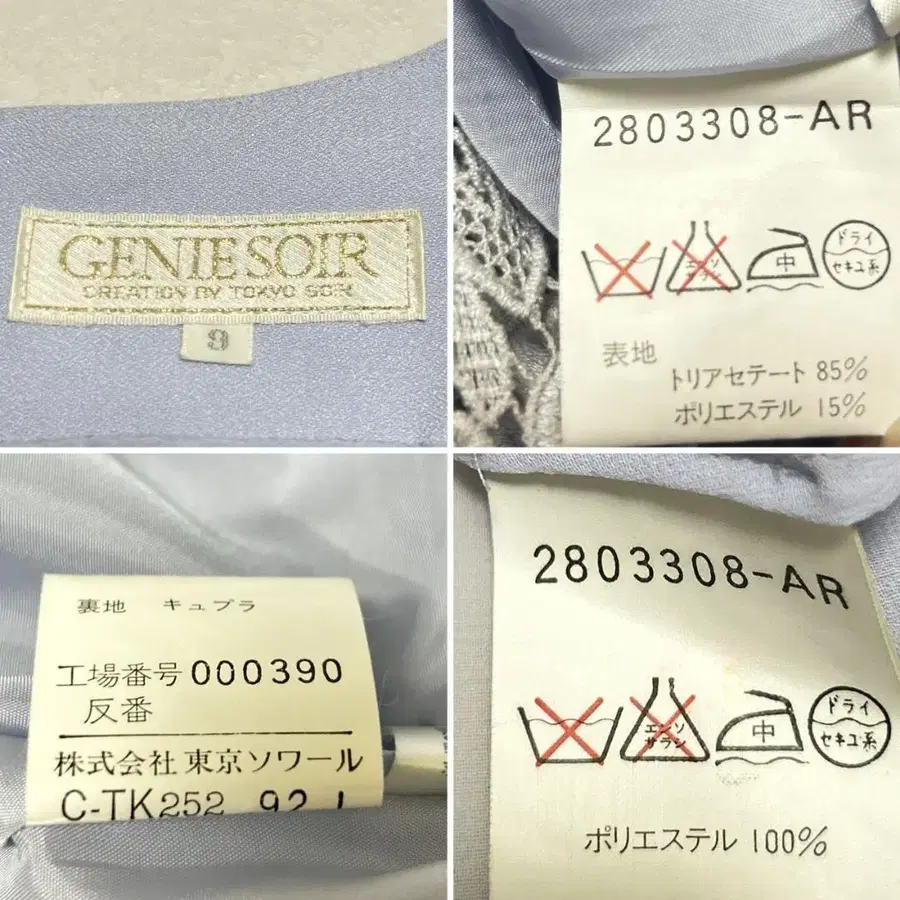 GENIE SOIR
CREATION BY TOKYO SOIR
9
2803308-AR
エンソ
サラシ
中
ドライ
セキユ系
表地
トリアセテート 85%
ポリエステル 15%
裏地 キュプラ
工場番号 000390
反番
株式会社 東京ソワール
C-TK252
2803308-AR
エンソ
サラシ
中
ドライ
セキユ系
ポリエステル 100%